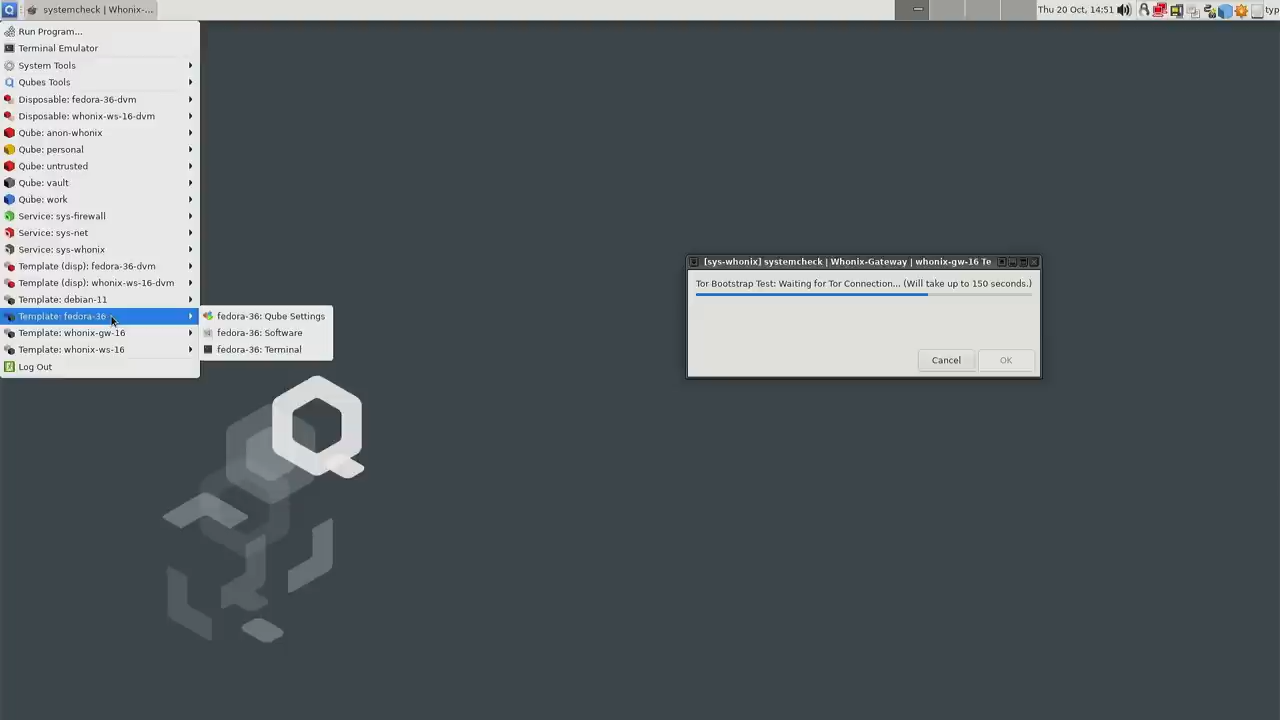 systemcheck | Whonix-...
Thu 20 Oct, 14:51
typ
Run Program...
Terminal Emulator
System Tools
Qubes Tools
Disposable: fedora-36-dvm
Disposable: whonix-ws-16-dvm
Qube: anon-whonix
Qube: personal
Qube: untrusted
Qube: vault
Qube: work
Service: sys-firewall
Service: sys-net
Service: sys-whonix
Template (disp): fedora-36-dvm
Template (disp): whonix-ws-16-dvm
Template: debian-11
Template: fedora-36
Template: whonix-gw-16
Template: whonix-ws-16
Log Out
fedora-36: Qube Settings
fedora-36: Software
fedora-36: Terminal
[sys-whonix] systemcheck | Whonix-Gateway | whonix-gw-16 Te
Tor Bootstrap Test: Waiting for Tor Connection... (Will take up to 150 seconds.)
Cancel
OK